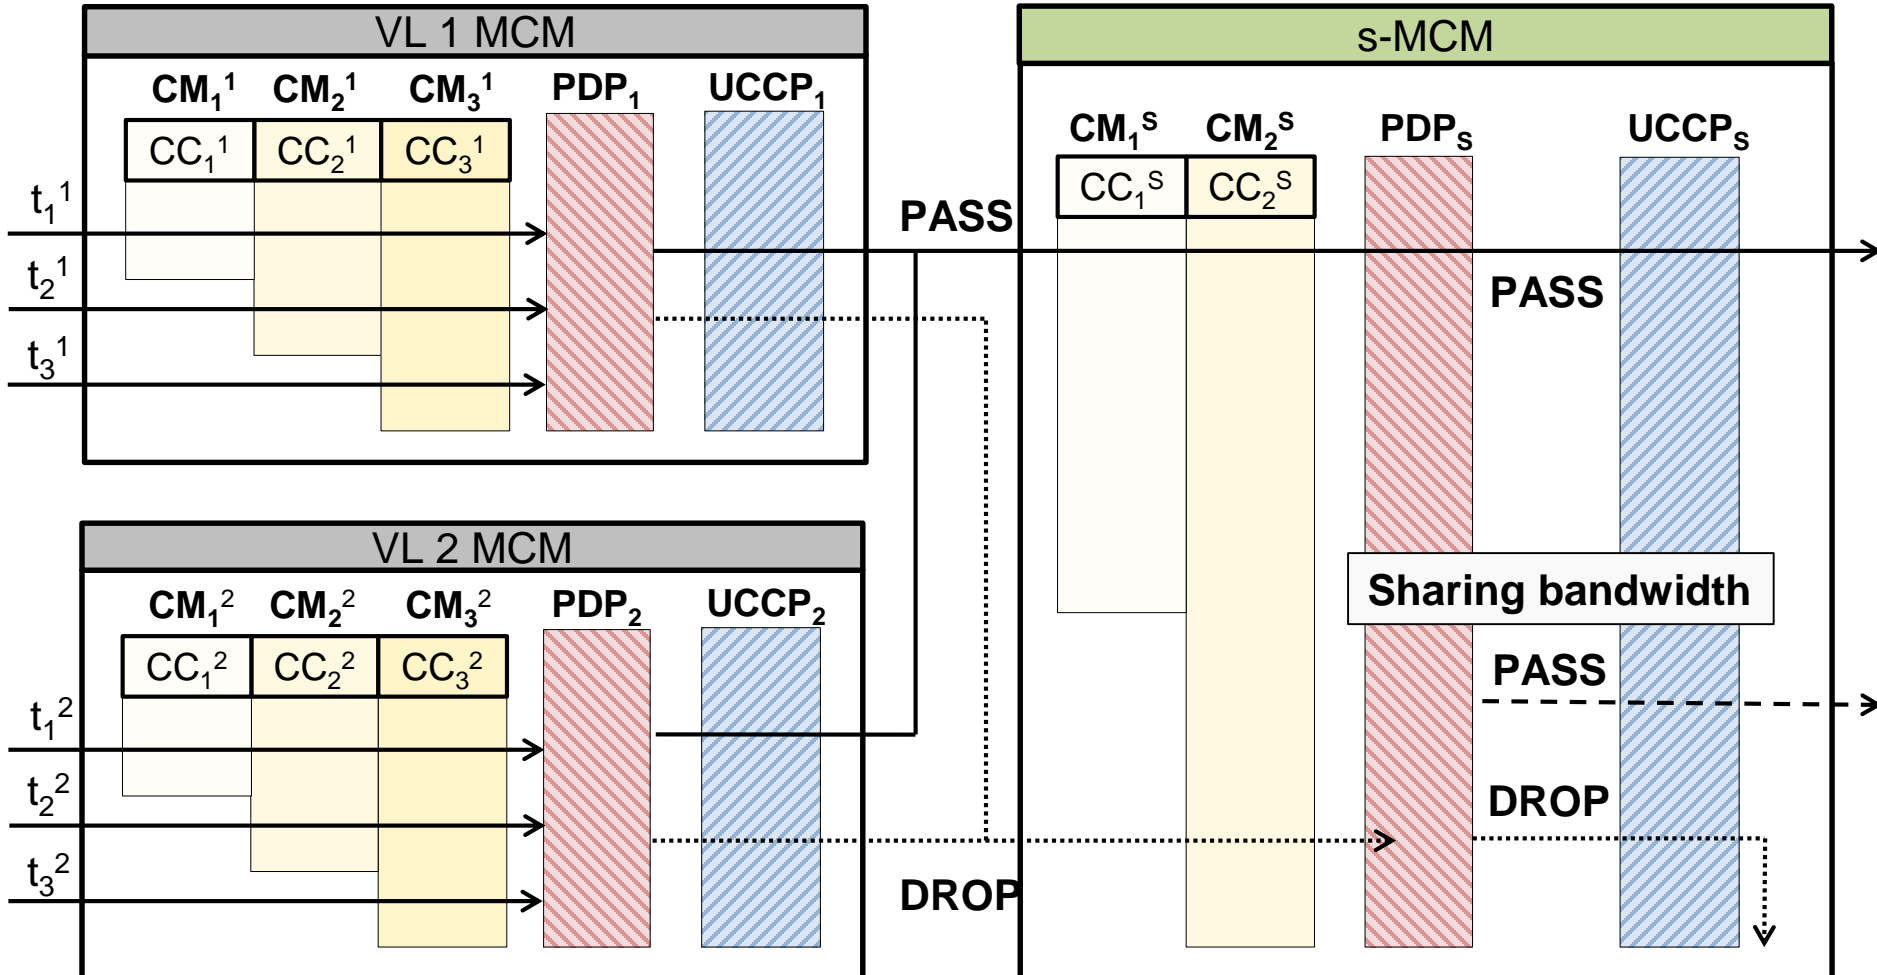 VL 1 MCM
CM₁¹ CM₂¹ CM₃¹ PDP₁ UCCP₁
CC₁¹ CC₂¹ CC₃¹
t₁¹
t₂¹
t₃¹
PASS
VL 2 MCM
CM₁² CM₂² CM₃² PDP₂ UCCP₂
CC₁² CC₂² CC₃²
t₁²
t₂²
t₃²
DROP
s-MCM
CM₁ˢ CM₂ˢ PDPₛ UCCPₛ
CC₁ˢ CC₂ˢ
PASS
Sharing bandwidth
PASS
DROP